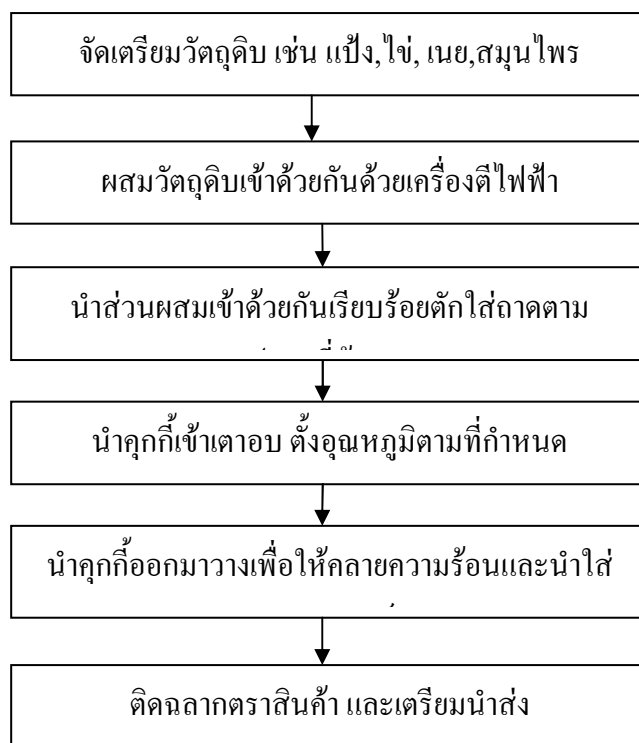 จัดเตรียมวัตถุดิบ เช่น แป้ง,ไข่, เนย,สมุนไพร
ผสมวัตถุดิบเข้าด้วยกันด้วยเครื่องตีไฟฟ้า
นำส่วนผสมเข้าด้วยกันเรียบร้อยตักใส่ถาดตาม
นำคุกกี้เข้าเตาอบ ตั้งอุณหภูมิตามที่กำหนด
นำคุกกี้ออกมาวางเพื่อให้คลายความร้อนและนำใส่
ติดฉลากตราสินค้า และเตรียมนำส่ง